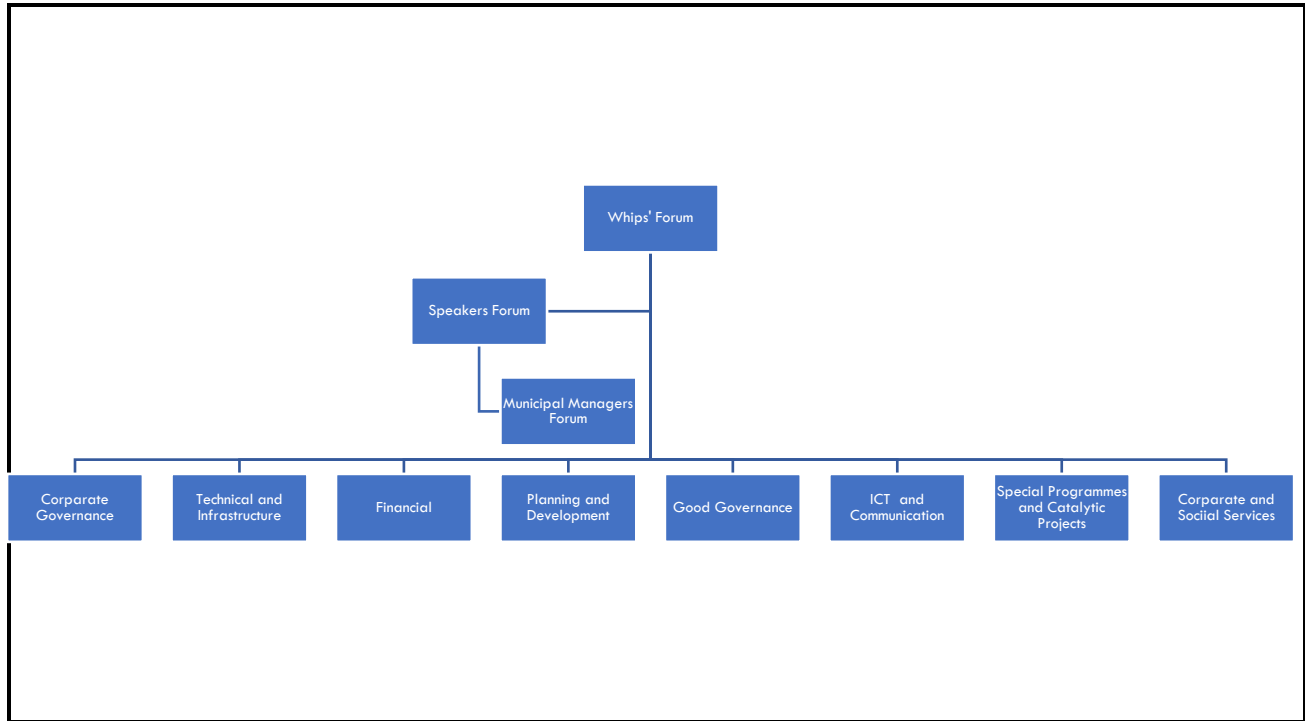 Whips' Forum
Speakers Forum
Municipal Managers
Forum
Corparate
Governance
Technical and
Infrastructure
Financial
Planning and
Development
Good Governance
ICT and
Communication
Special Programmes
and Catalytic
Projects
Corparate and
Sociial Services